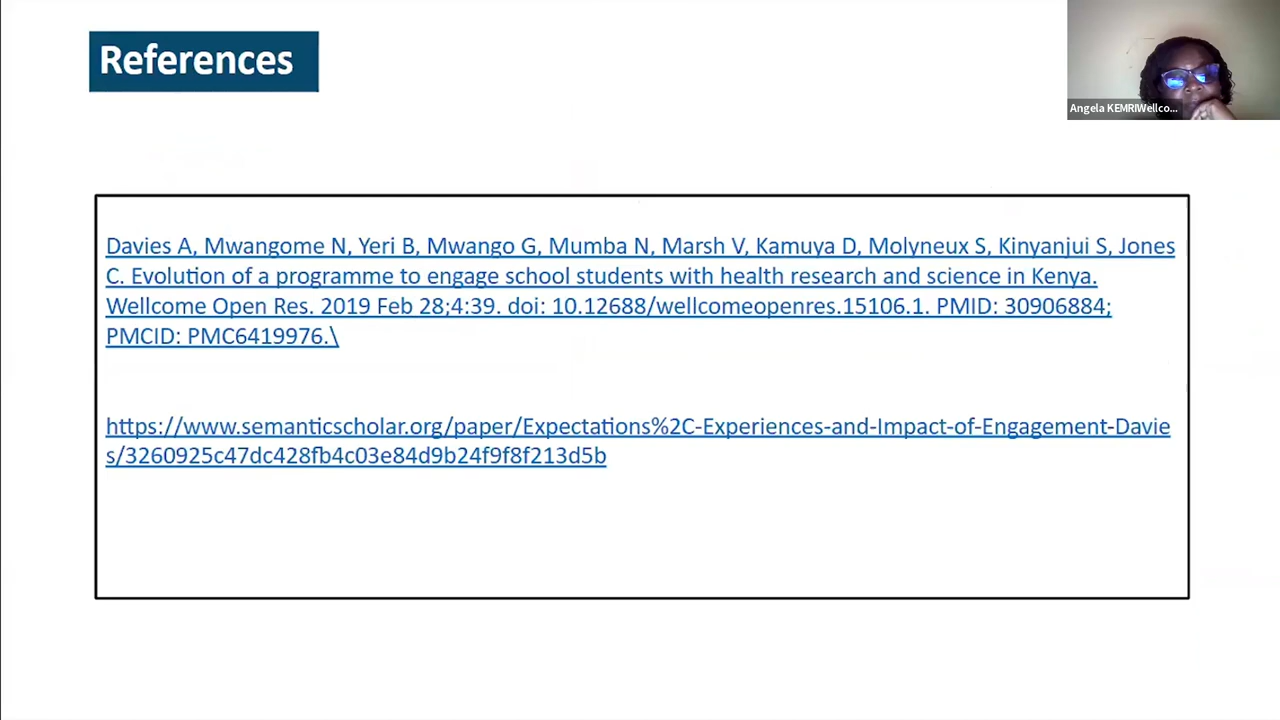 References
Angela KEMRIWellco...
Davies A, Mwangome N, Yeri B, Mwango G, Mumba N, Marsh V, Kamuya D, Molyneux S, Kinyanjui S, Jones
C. Evolution of a programme to engage school students with health research and science in Kenya.
Wellcome Open Res. 2019 Feb 28;4:39. doi: 10.12688/wellcomeopenres.15106.1. PMID: 30906884;
PMCID: PMC6419976.\
https://www.semanticscholar.org/paper/Expectations%2C-Experiences-and-Impact-of-Engagement-Davie
s/3260925c47dc428fb4c03e84d9b24f9f8f213d5b